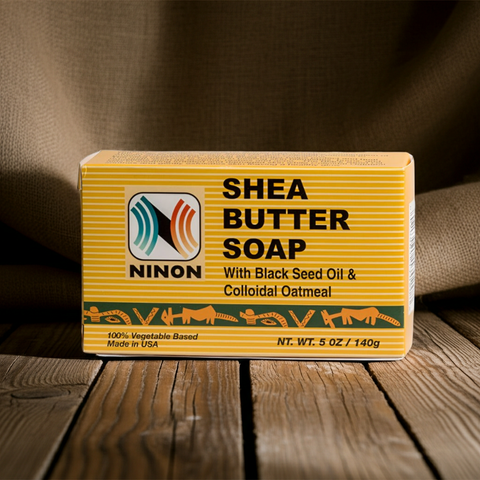 SHEA
BUTTER
SOAP
NINON
With Black Seed Oil &
Colloidal Oatmeal
100% Vegetable Based
Made in USA
NT. WT. 5 OZ / 140g